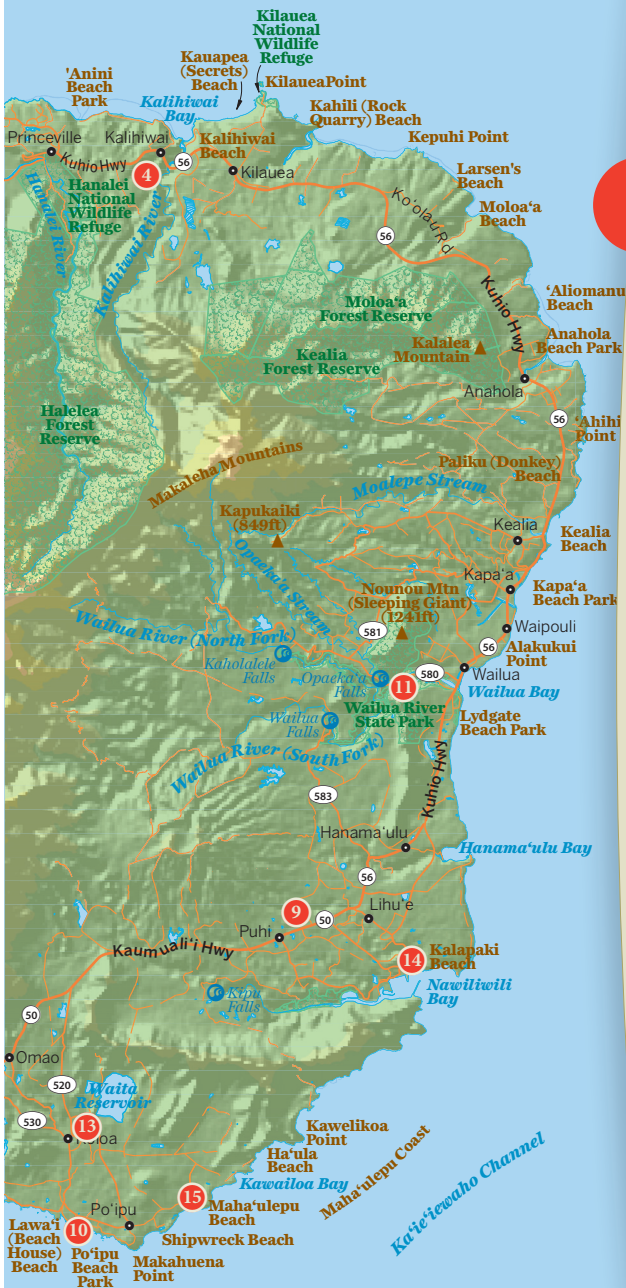 Kilauea
National
Wildlife
Refuge
Kauapea
(Secrets)
Beach
Kilauea Point
'Anini
Beach
Park
Kalihiwai
Bay
Kahili (Rock
Quarry) Beach
Princeville
Kalihiwai
Kalihiwai
Beach
Kepuhi Point
Kuhio Hwy
56
4
Kilauea
Larsen's
Beach
Hanalei
National
Wildlife
Refuge
Hanalei River
Kalihiwai River
Ko'olau Rd
Moloa'a
Beach
56
Kuhio Hwy
'Aliomanu
Beach
Moloa'a
Forest Reserve
Kalalea
Mountain
Anahola
Beach Park
Kealia
Forest Reserve
Anahola
Halelea
Forest
Reserve
56
'Ahihi
Point
Makaleha Mountains
Paliku (Donkey)
Beach
Moalepe Stream
Kapukaiki
(849ft)
Kealia
Kealia
Beach
Opaeka'a Stream
Kapa'a
Kapa'a
Beach Park
Nounou Mtn
(Sleeping Giant)
(1241ft)
Wailua River (North Fork)
581
Waipouli
56
Alakukui
Point
Kaholalele
Falls
Opaeka'a
Falls
580
Wailua
11
Wailua Bay
Wailua River
State Park
Wailua
Falls
Lydgate
Beach Park
Wailua River (South Fork)
Kuhio Hwy
583
Hanama'ulu
Hanama'ulu Bay
56
9
50
Lihu'e
Puhi
Kaumuali'i Hwy
14
Kalapaki
Beach
Kipu
Falls
Nawiliwili
Bay
50
Omao
520
Waita
Reservoir
530
13
Kawelikoa
Point
Ha'ula
Beach
Maha'ulepu Coast
Kawailoa Bay
Ka'ie'iewaho Channel
15
Maha'ulepu
Beach
Po'ipu
Shipwreck Beach
Lawa'i
(Beach
House)
Beach
10
Po'ipu
Beach
Park
Makahuena
Point